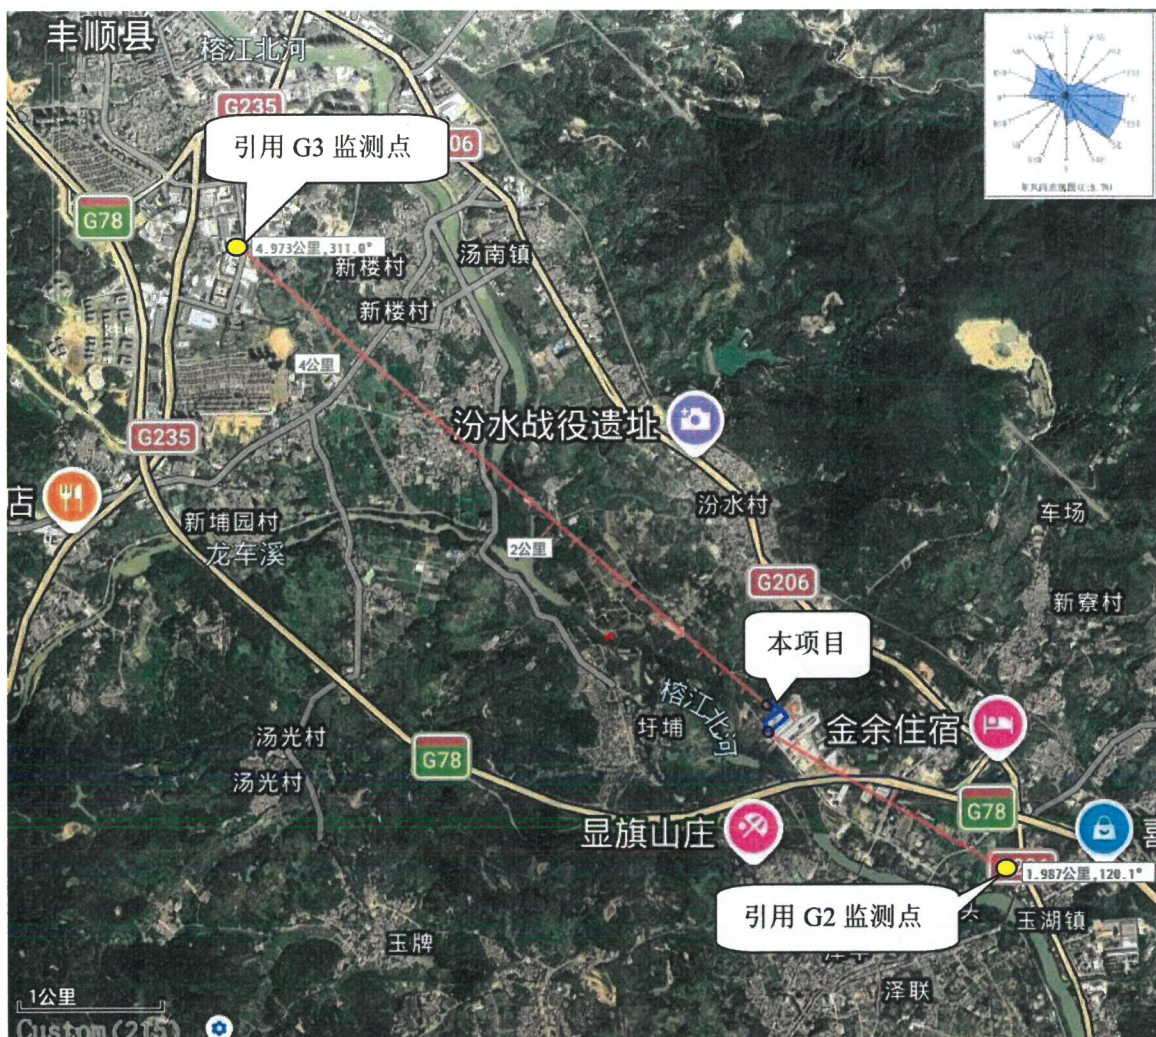 丰顺县
榕江北河
G235
引用 G3 监测点
G78
4.973公里,311.0°
新楼村
汤南镇
新楼村
4公里
汾水战役遗址
G235
店
汾水村
车场
新埔园村
龙车溪
2公里
G206
新寮村
本项目
榕江北河
圩埔
金余住宿
汤光村
G78
汤光村
G78
显旗山庄
喜
1.987公里,120.1°
引用 G2 监测点
玉湖镇
玉牌
泽联
1公里
Custom(215)